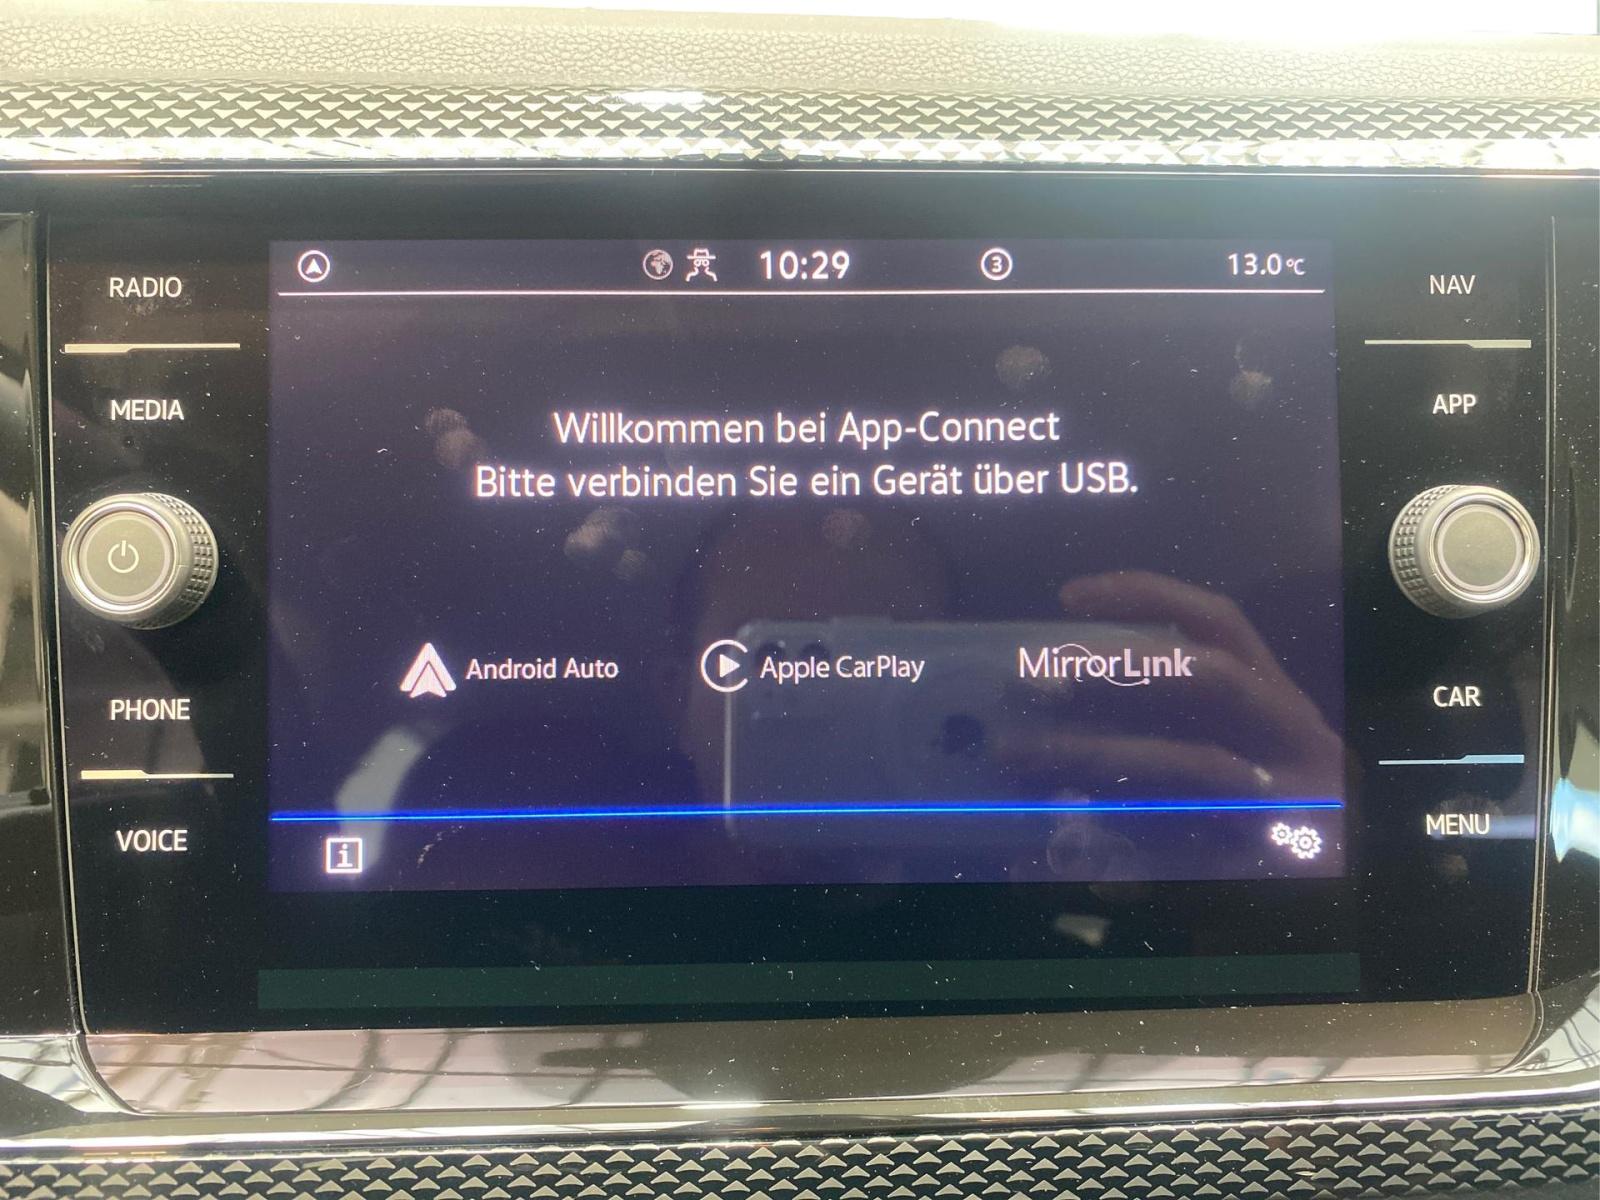 10:29
3
13.0°C
RADIO
MEDIA
PHONE
VOICE
Willkommen bei App-Connect
Bitte verbinden Sie ein Gerät über USB.
Android Auto
Apple CarPlay
MirrorLink
i
NAV
APP
CAR
MENU